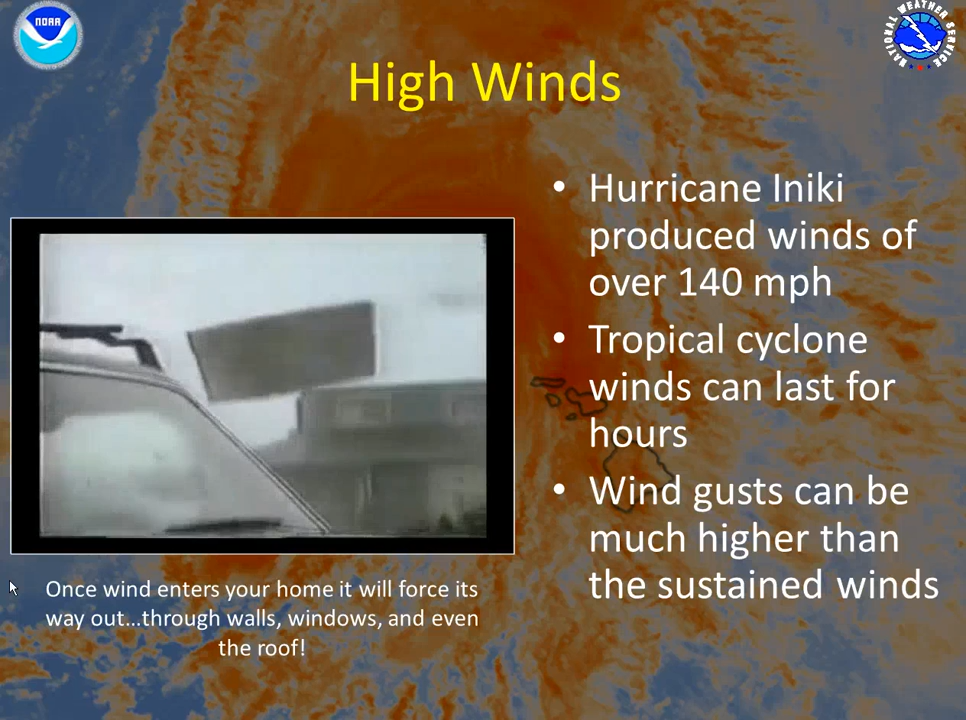 NOAA
NATIONAL WEATHER SERVICE
High Winds
• Hurricane Iniki
produced winds of
over 140 mph
• Tropical cyclone
winds can last for
hours
• Wind gusts can be
much higher than
the sustained winds
Once wind enters your home it will force its
way out...through walls, windows, and even
the roof!